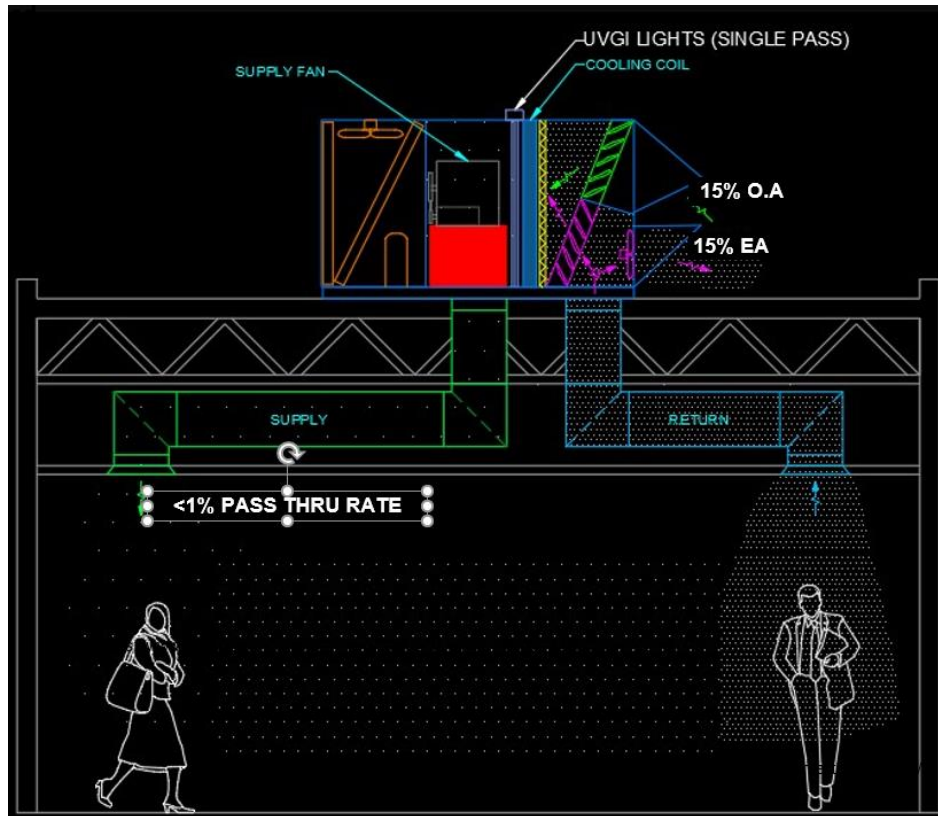 UVGI LIGHTS (SINGLE PASS)
SUPPLY FAN
COOLING COIL
15% O.A
15% EA
SUPPLY
RETURN
<1% PASS THRU RATE